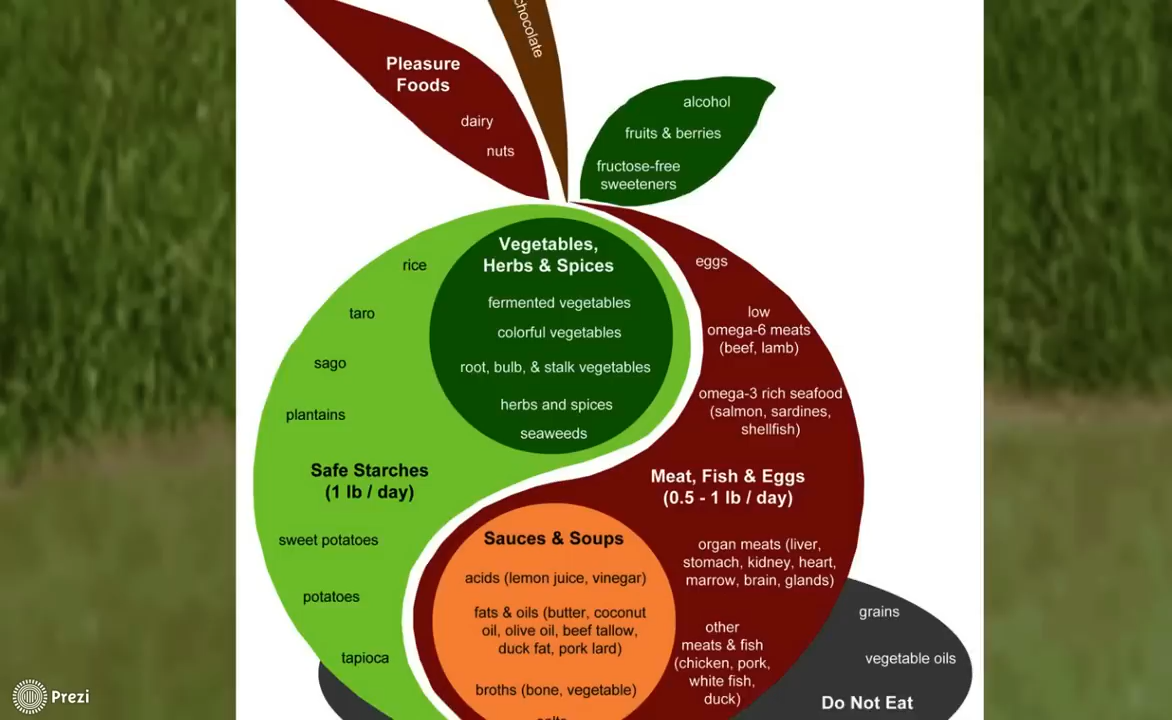 chocolate
Pleasure
Foods
dairy
nuts
alcohol
fruits & berries
fructose-free
sweeteners
Vegetables,
Herbs & Spices
fermented vegetables
colorful vegetables
root, bulb, & stalk vegetables
herbs and spices
seaweeds
rice
taro
sago
plantains
Safe Starches
(1 lb / day)
sweet potatoes
potatoes
tapioca
eggs
low
omega-6 meats
(beef, lamb)
omega-3 rich seafood
(salmon, sardines,
shellfish)
Meat, Fish & Eggs
(0.5 - 1 lb / day)
organ meats (liver,
stomach, kidney, heart,
marrow, brain, glands)
other
meats & fish
(chicken, pork,
white fish,
duck)
Sauces & Soups
acids (lemon juice, vinegar)
fats & oils (butter, coconut
oil, olive oil, beef tallow,
duck fat, pork lard)
broths (bone, vegetable)
grains
vegetable oils
Do Not Eat
Prezi